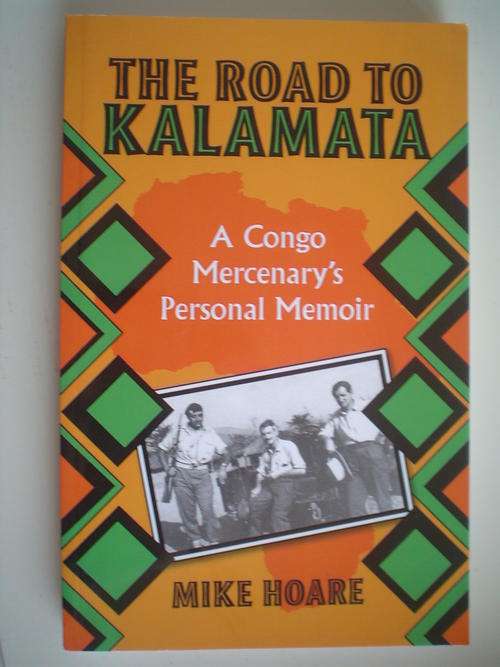 THE ROAD TO
KALAMATA
A Congo
Mercenary's
Personal Memoir
MIKE HOARE